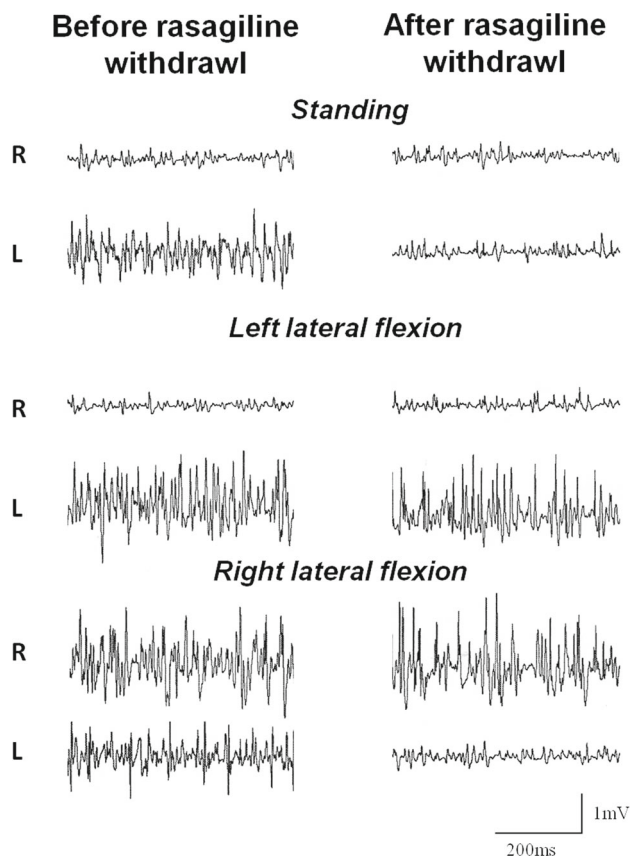 Before rasagiline withdrawl
After rasagiline withdrawl
Standing
R
L
Left lateral flexion
R
L
Right lateral flexion
R
L
1mV
200ms